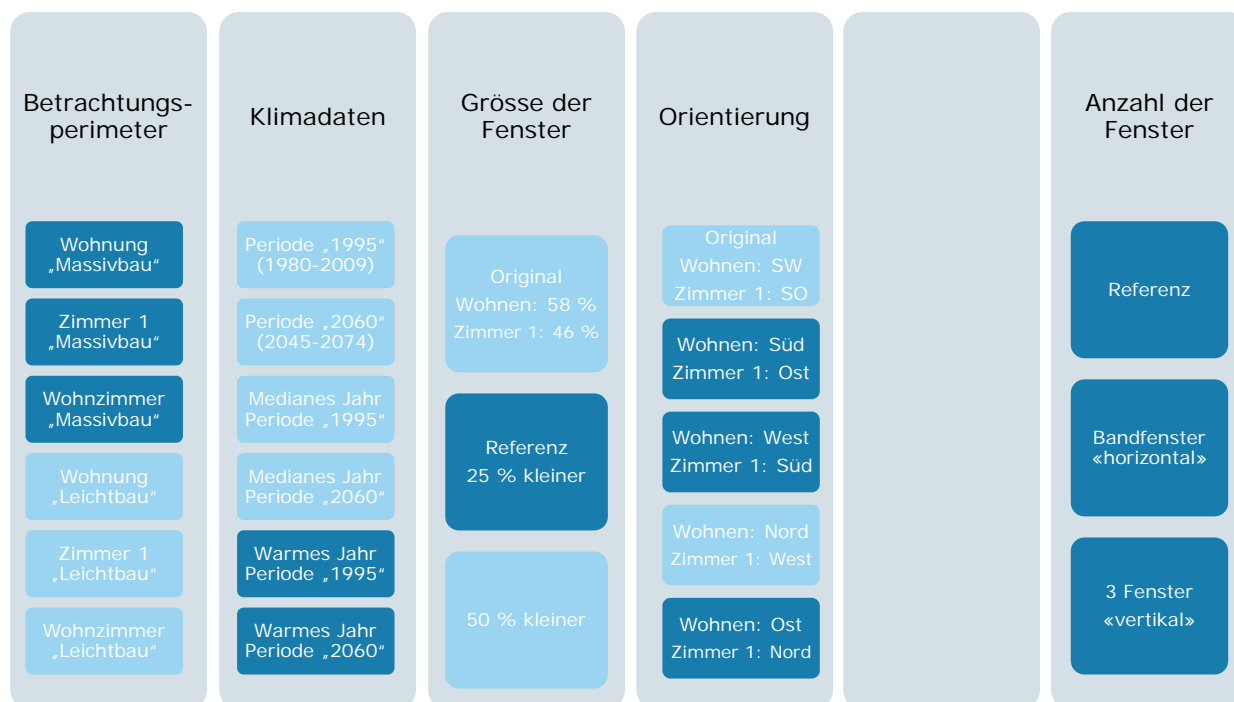 Betrachtungs-
perimeter
Wohnung
„Massivbau“
Zimmer 1
„Massivbau“
Wohnzimmer
„Massivbau“
Wohnung
„Leichtbau“
Zimmer 1
„Leichtbau“
Wohnzimmer
„Leichtbau“
Klimadaten
Periode „1995“
(1980-2009)
Periode „2060“
(2045-2074)
Medianes Jahr
Periode „1995“
Medianes Jahr
Periode „2060“
Warmes Jahr
Periode „1995“
Warmes Jahr
Periode „2060“
Grösse der
Fenster
Original
Wohnen: 58 %
Zimmer 1: 46 %
Referenz
25 % kleiner
50 % kleiner
Orientierung
Original
Wohnen: SW
Zimmer 1: SO
Wohnen: Süd
Zimmer 1: Ost
Wohnen: West
Zimmer 1: Süd
Wohnen: Nord
Zimmer 1: West
Wohnen: Ost
Zimmer 1: Nord
Anzahl der
Fenster
Referenz
Bandfenster
«horizontal»
3 Fenster
«vertikal»